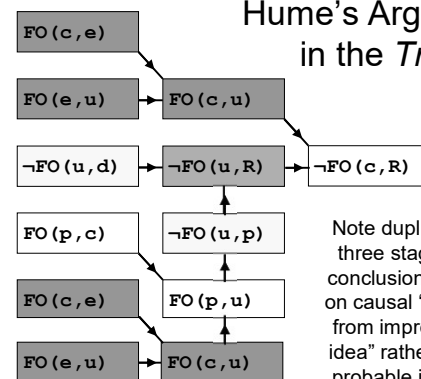 Hume's Arg
in the Tr
FO(c,e)
FO(e,u)
FO(c,u)
¬FO(u,d)
¬FO(u,R)
¬FO(c,R)
FO(p,c)
¬FO(u,p)
FO(c,e)
FO(p,u)
FO(e,u)
FO(c,u)
Note dupl
three stag
conclusion
on causal "
from impre
idea" rathe
probable i